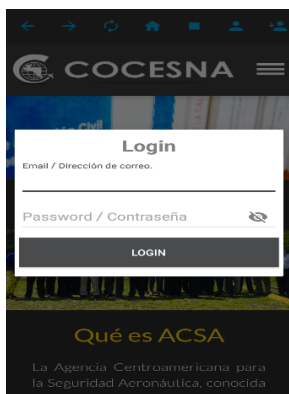 COCESNA
Civil
Login
Email / Dirección de correo.
Password / Contraseña
LOGIN
Qué es ACSA
La Agencia Centroamericana para
la Seguridad Aeronáutica, conocida